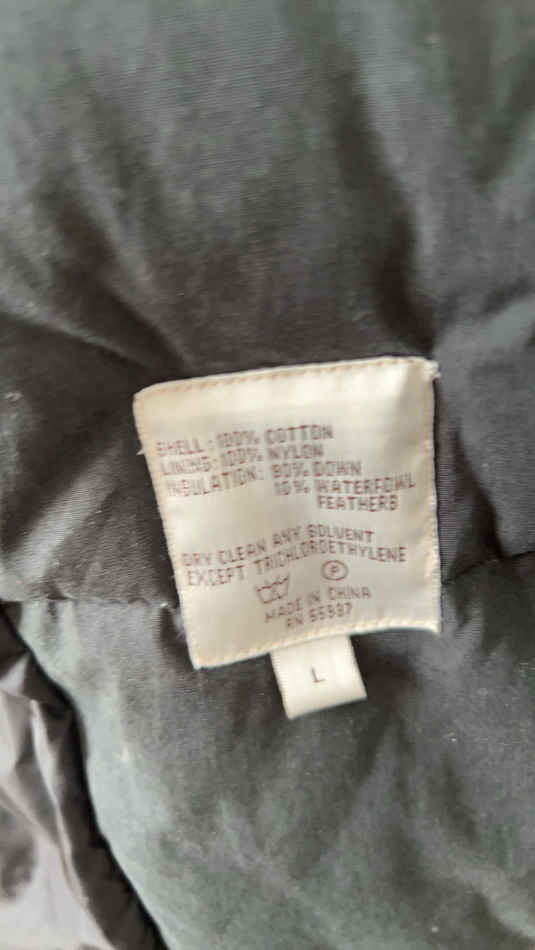 SHELL: 100% COTTON
LINING: 100% NYLON
INSULATION: 90% DOWN
10% WATERFOWL
FEATHERS
DRY CLEAN ANY SOLVENT
EXCEPT TRICHLOROETHYLENE
P
MADE IN CHINA
RN
L